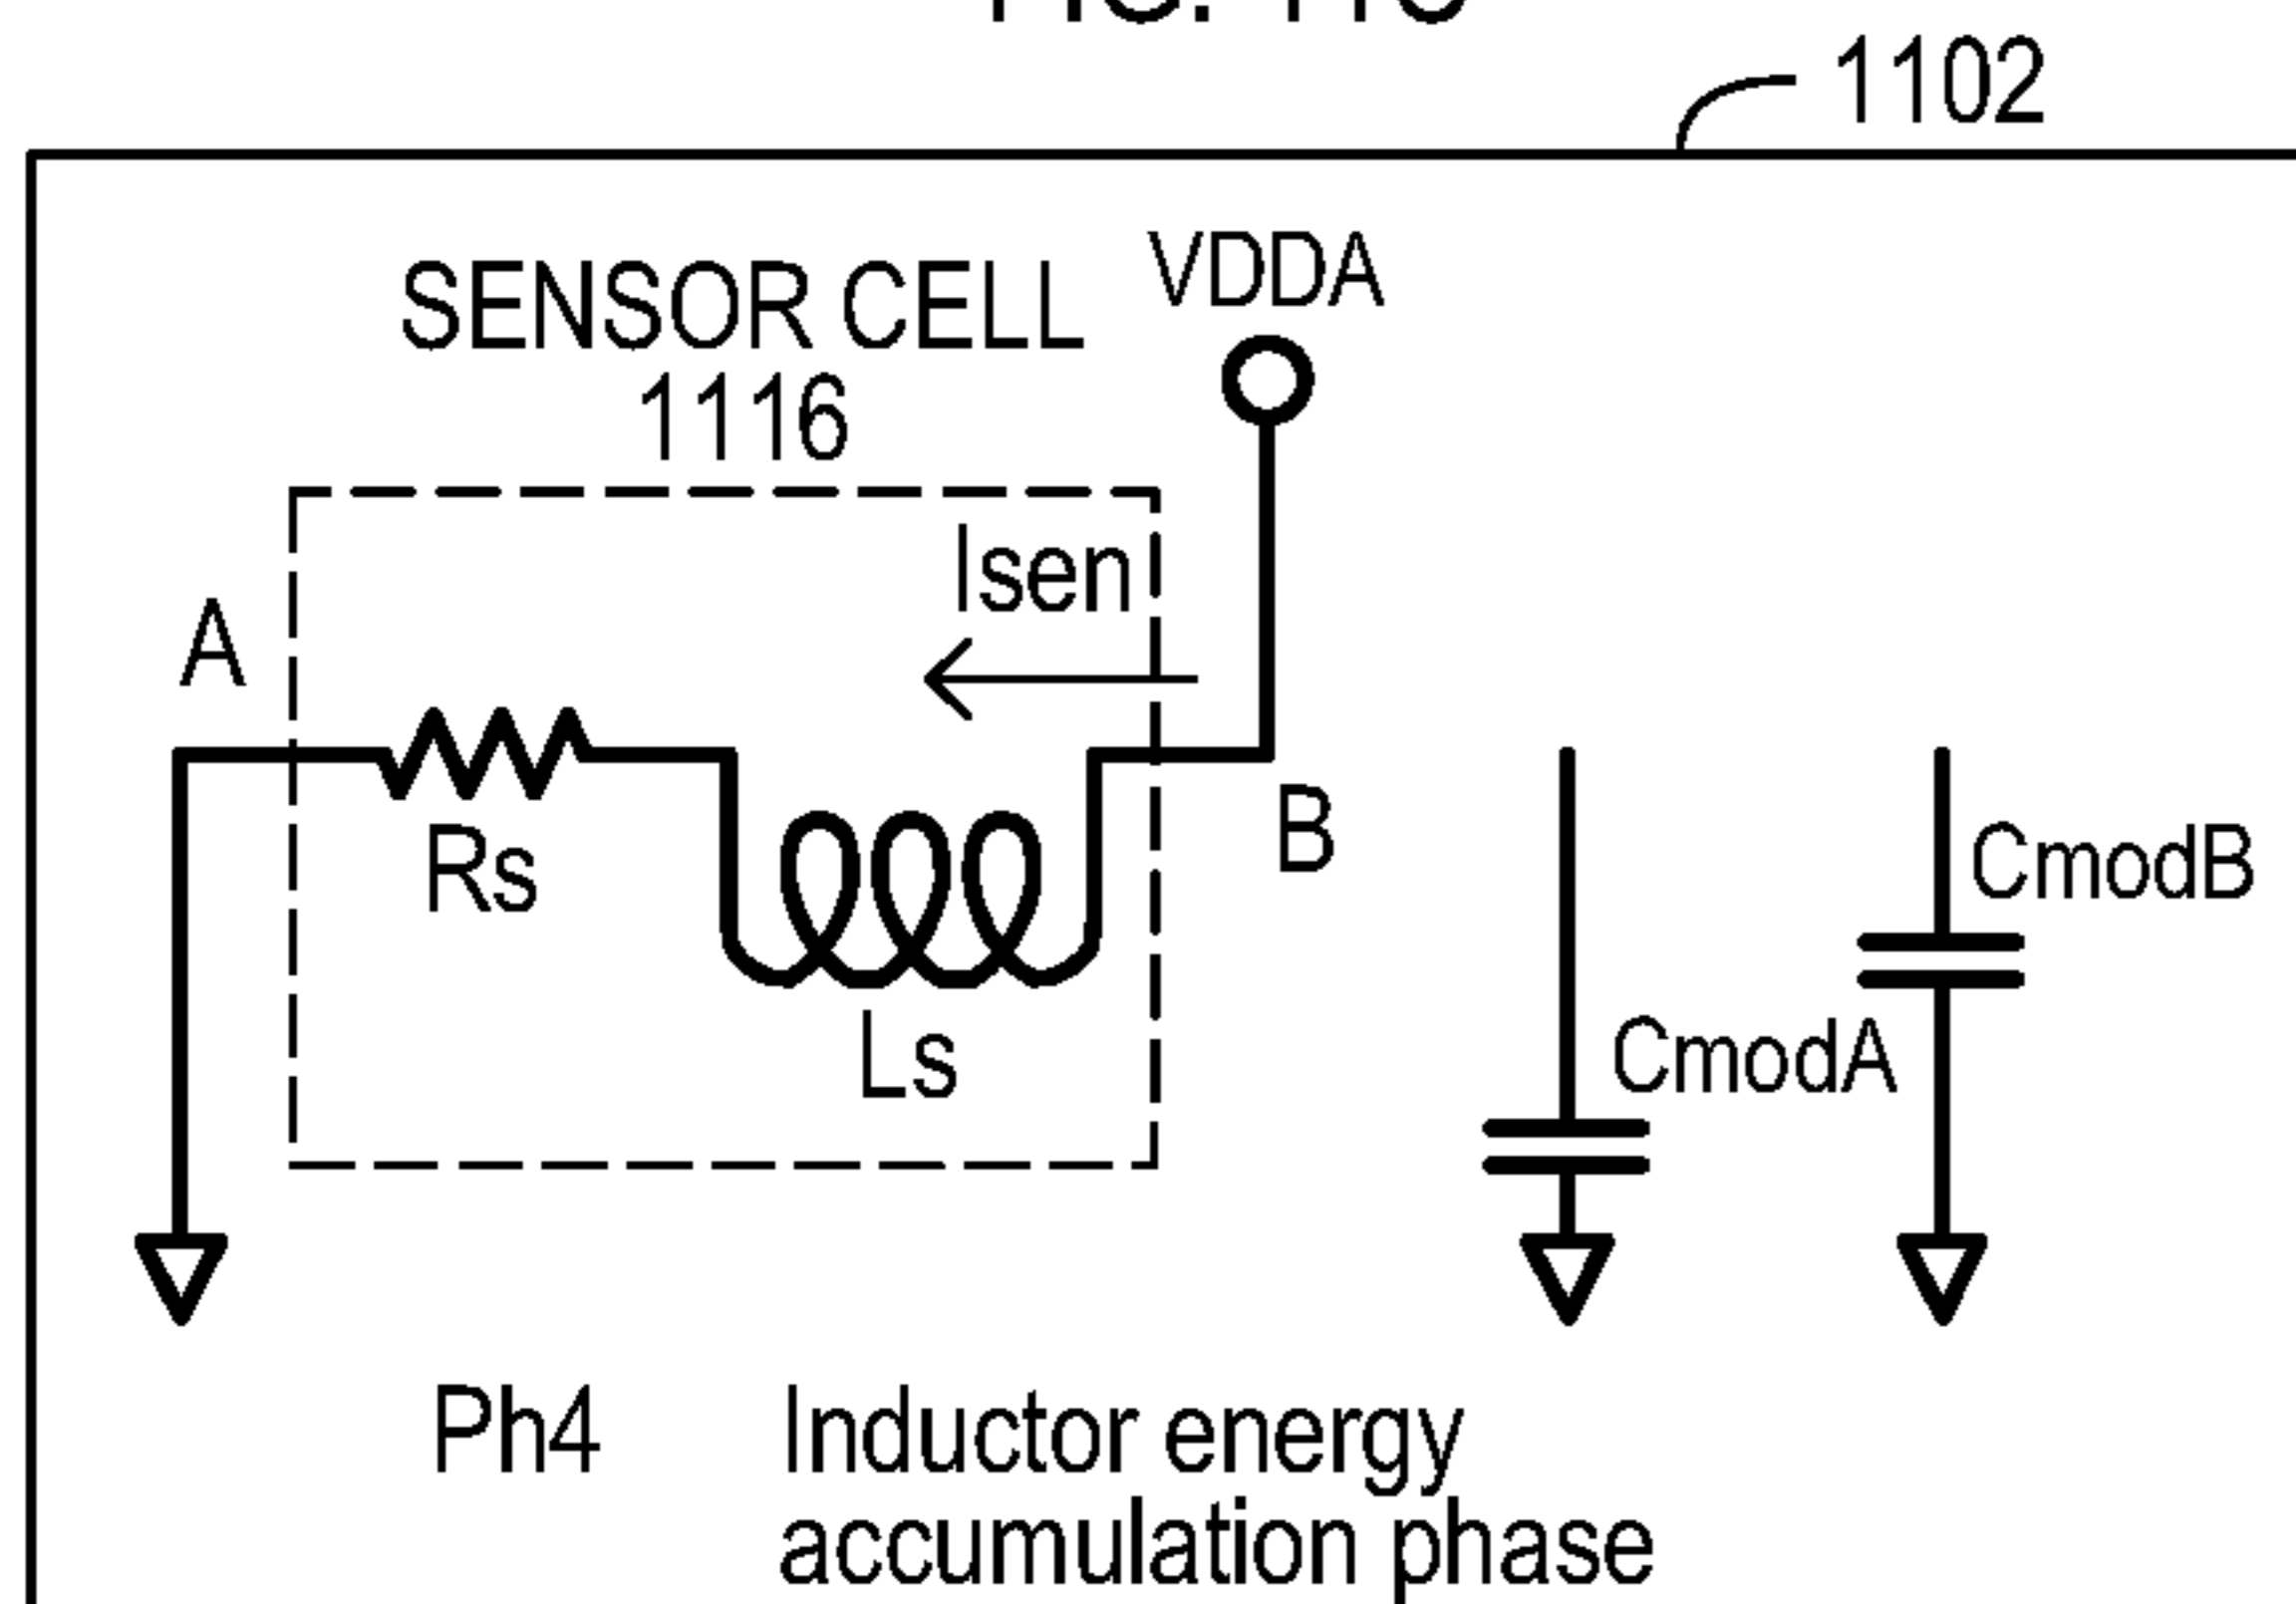 1102
VDDA
SENSOR CELL
1116
Isen
A
B
Rs
Ls
CmodB
CmodA
Ph4 Inductor energy
accumulation phase